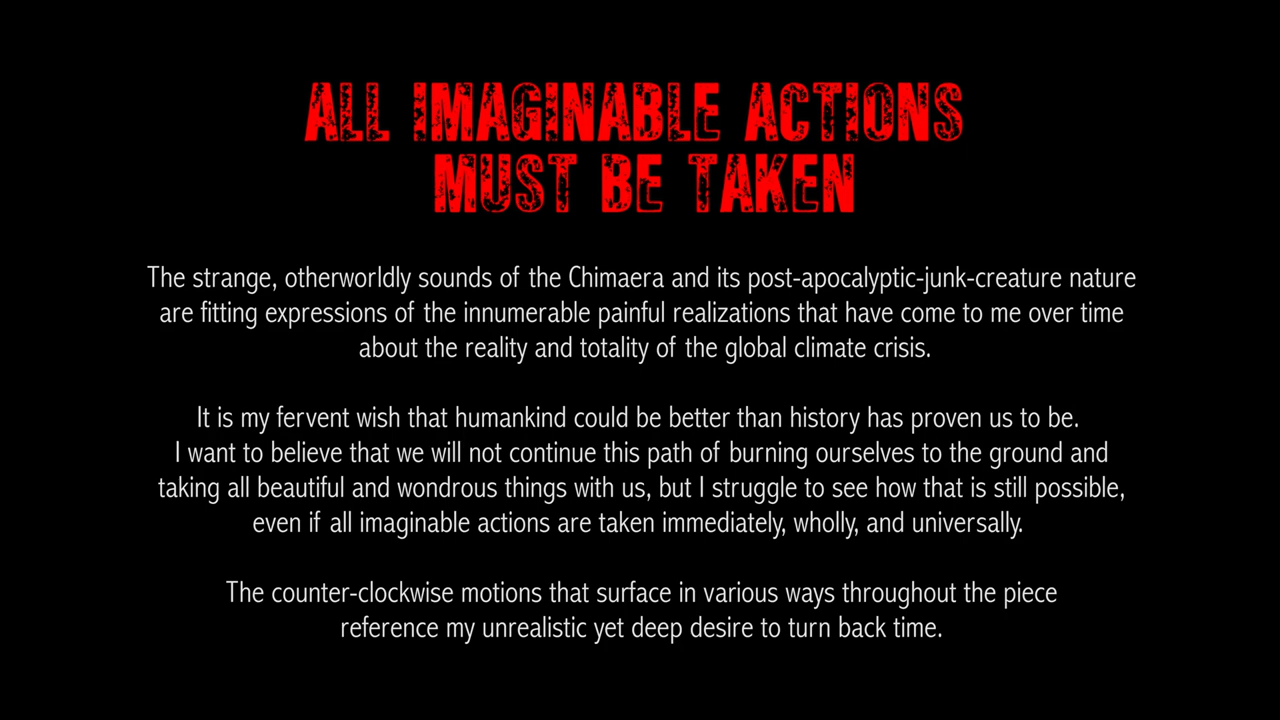 ALL IMAGINABLE ACTIONS
MUST BE TAKEN
The strange, otherworldly sounds of the Chimaera and its post-apocalyptic-junk-creature nature
are fitting expressions of the innumerable painful realizations that have come to me over time
about the reality and totality of the global climate crisis.
It is my fervent wish that humankind could be better than history has proven us to be.
I want to believe that we will not continue this path of burning ourselves to the ground and
taking all beautiful and wondrous things with us, but I struggle to see how that is still possible,
even if all imaginable actions are taken immediately, wholly, and universally.
The counter-clockwise motions that surface in various ways throughout the piece
reference my unrealistic yet deep desire to turn back time.